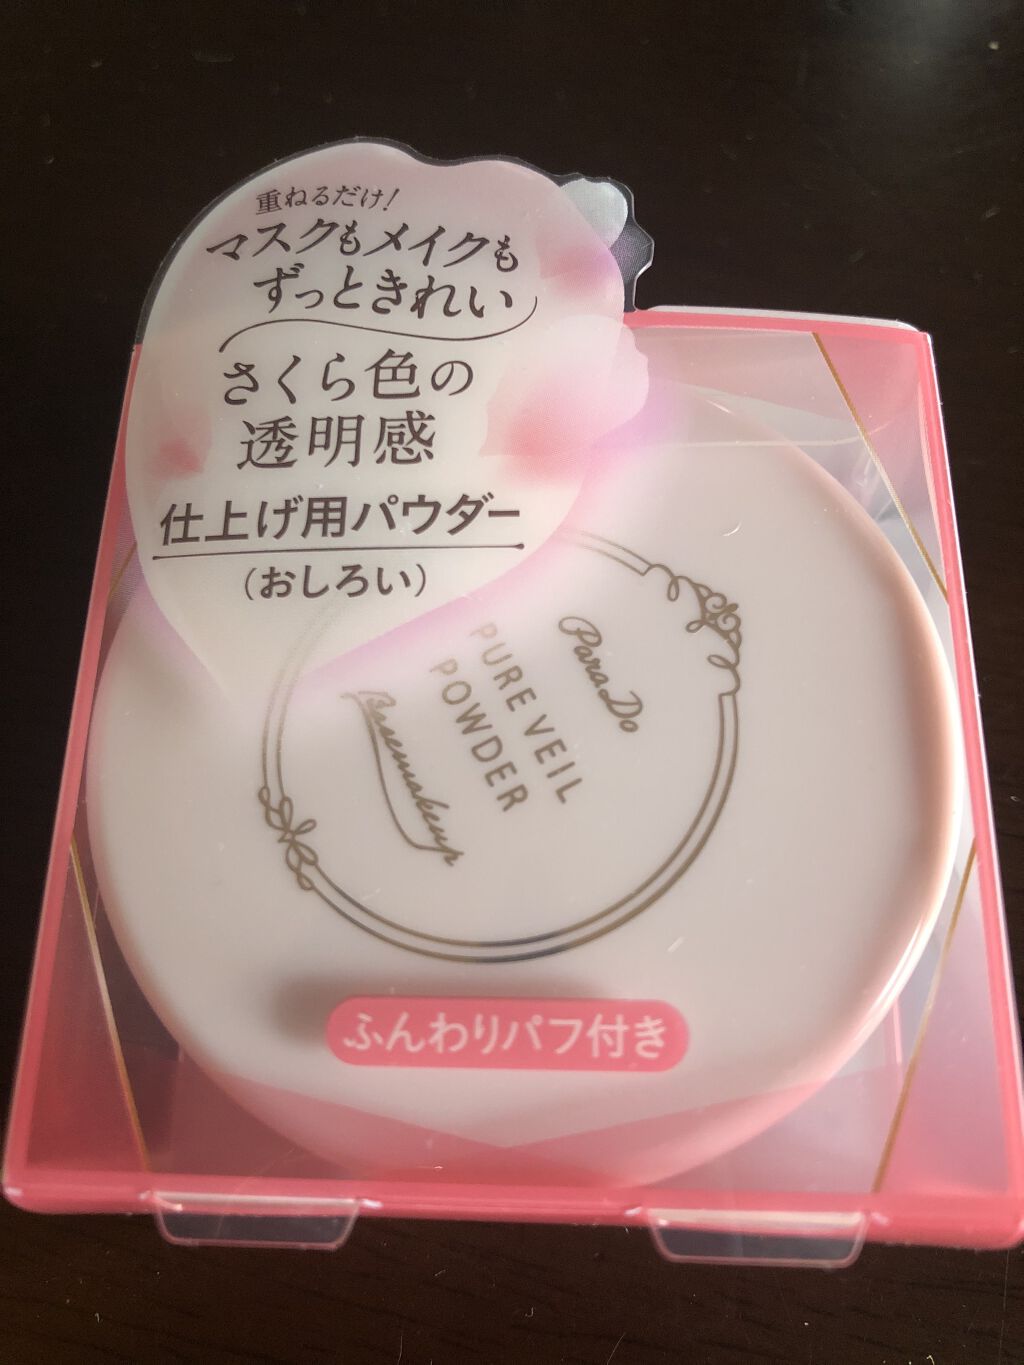 重ねるだけ!
マスクもメイクも
ずっときれい
さくら色の
透明感
仕上げ用パウダー
(おしろい)
ParaDo
PURE VEIL
POWDER
Basemakeup
ふんわりパフ付き